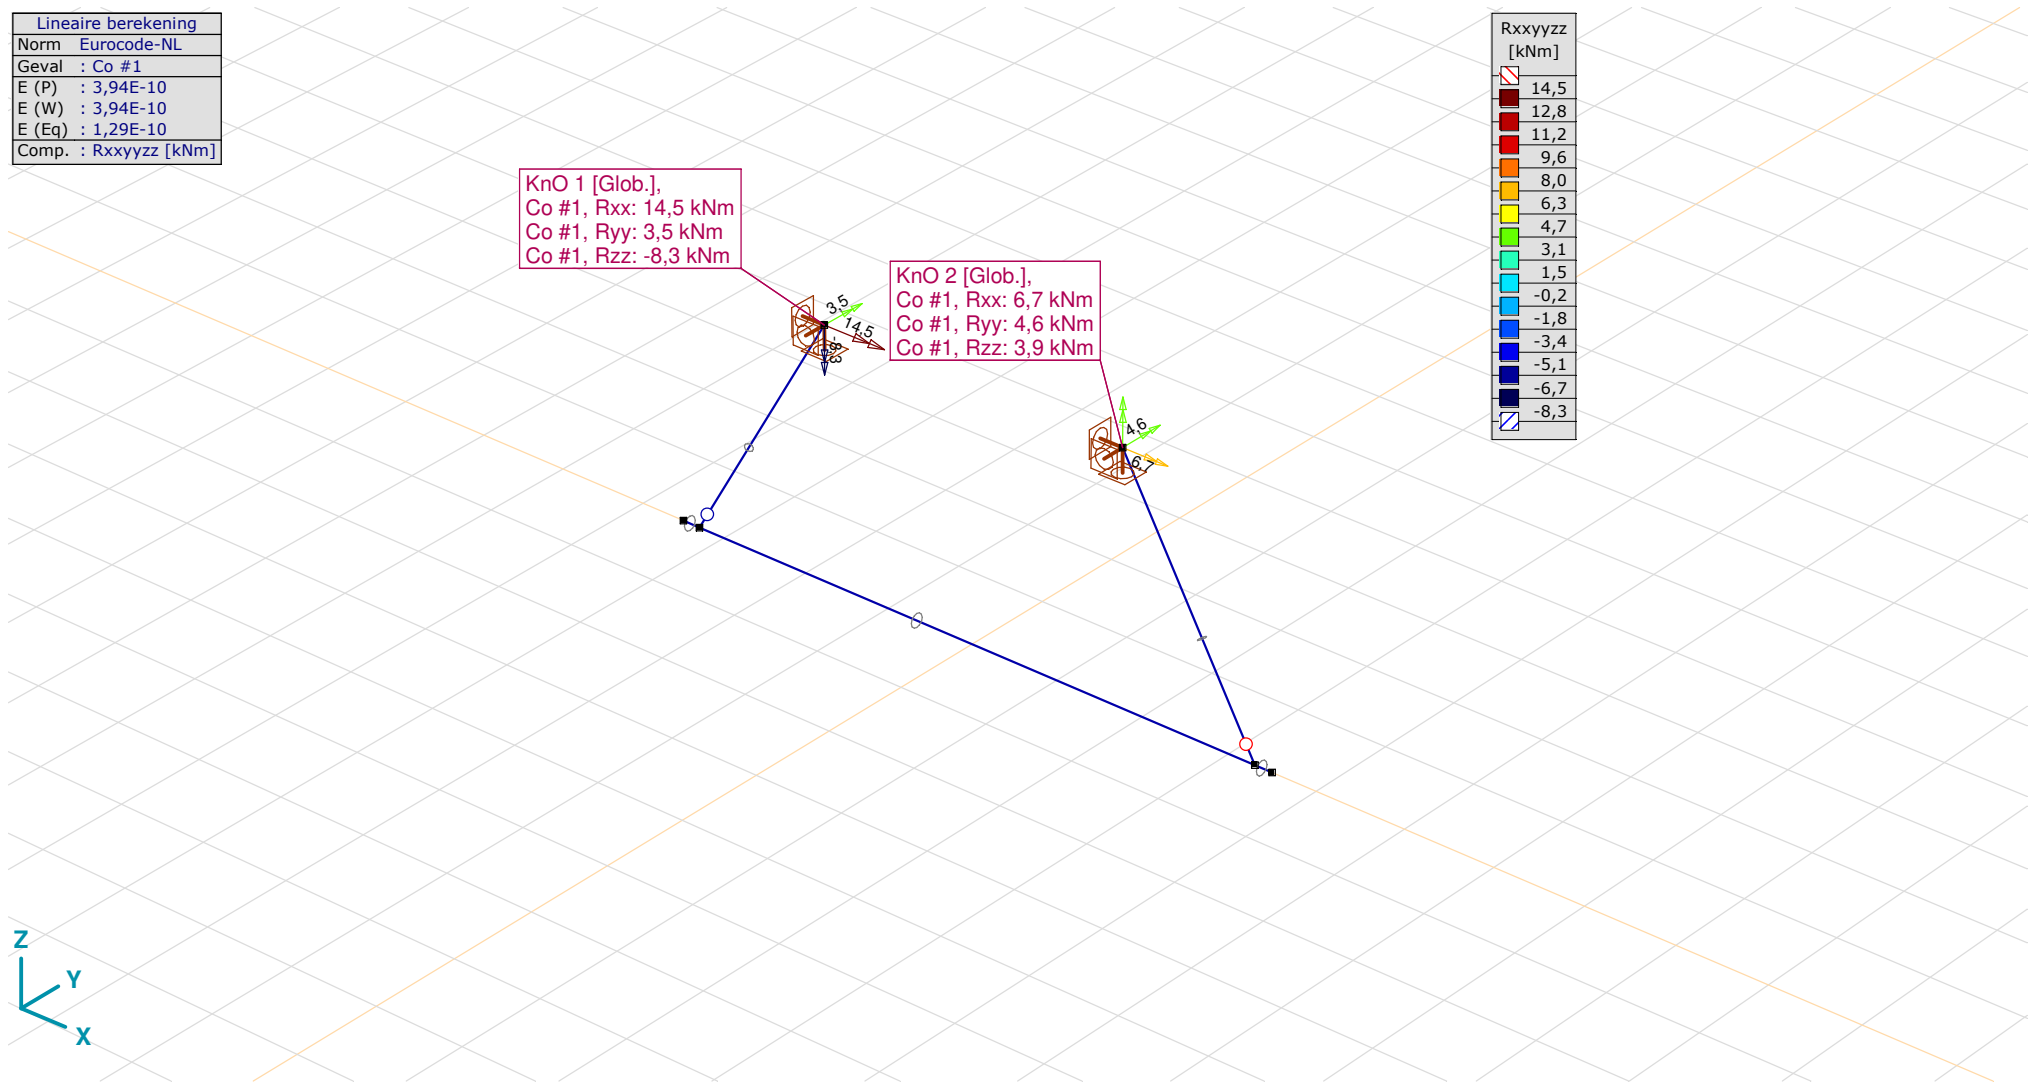 Lineaire berekening
Norm Eurocode-NL
Geval : Co #1
E (P) : 3,94E-10
E (W) : 3,94E-10
E (Eq) : 1,29E-10
Comp. : Rxxyyzz [kNm]
Rxxyyzz
[kNm]
14,5
12,8
11,2
9,6
8,0
6,3
4,7
3,1
1,5
-0,2
-1,8
-3,4
-5,1
-6,7
-8,3
KnO 1 [Glob.],
Co #1, Rxx: 14,5 kNm
Co #1, Ryy: 3,5 kNm
Co #1, Rzz: -8,3 kNm
KnO 2 [Glob.],
Co #1, Rxx: 6,7 kNm
Co #1, Ryy: 4,6 kNm
Co #1, Rzz: 3,9 kNm
3,5
14,5
-8,3
4,6
6,7
Z
Y
X